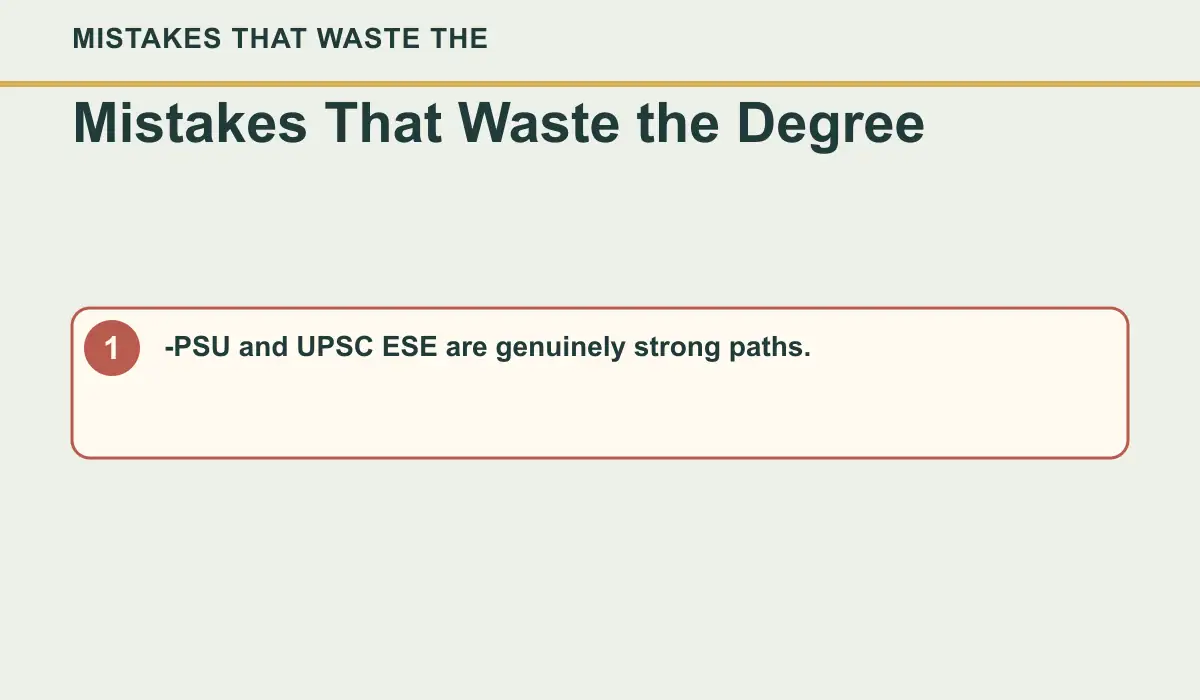 MISTAKES THAT WASTE THE
Mistakes That Waste the Degree
1 -PSU and UPSC ESE are genuinely strong paths.